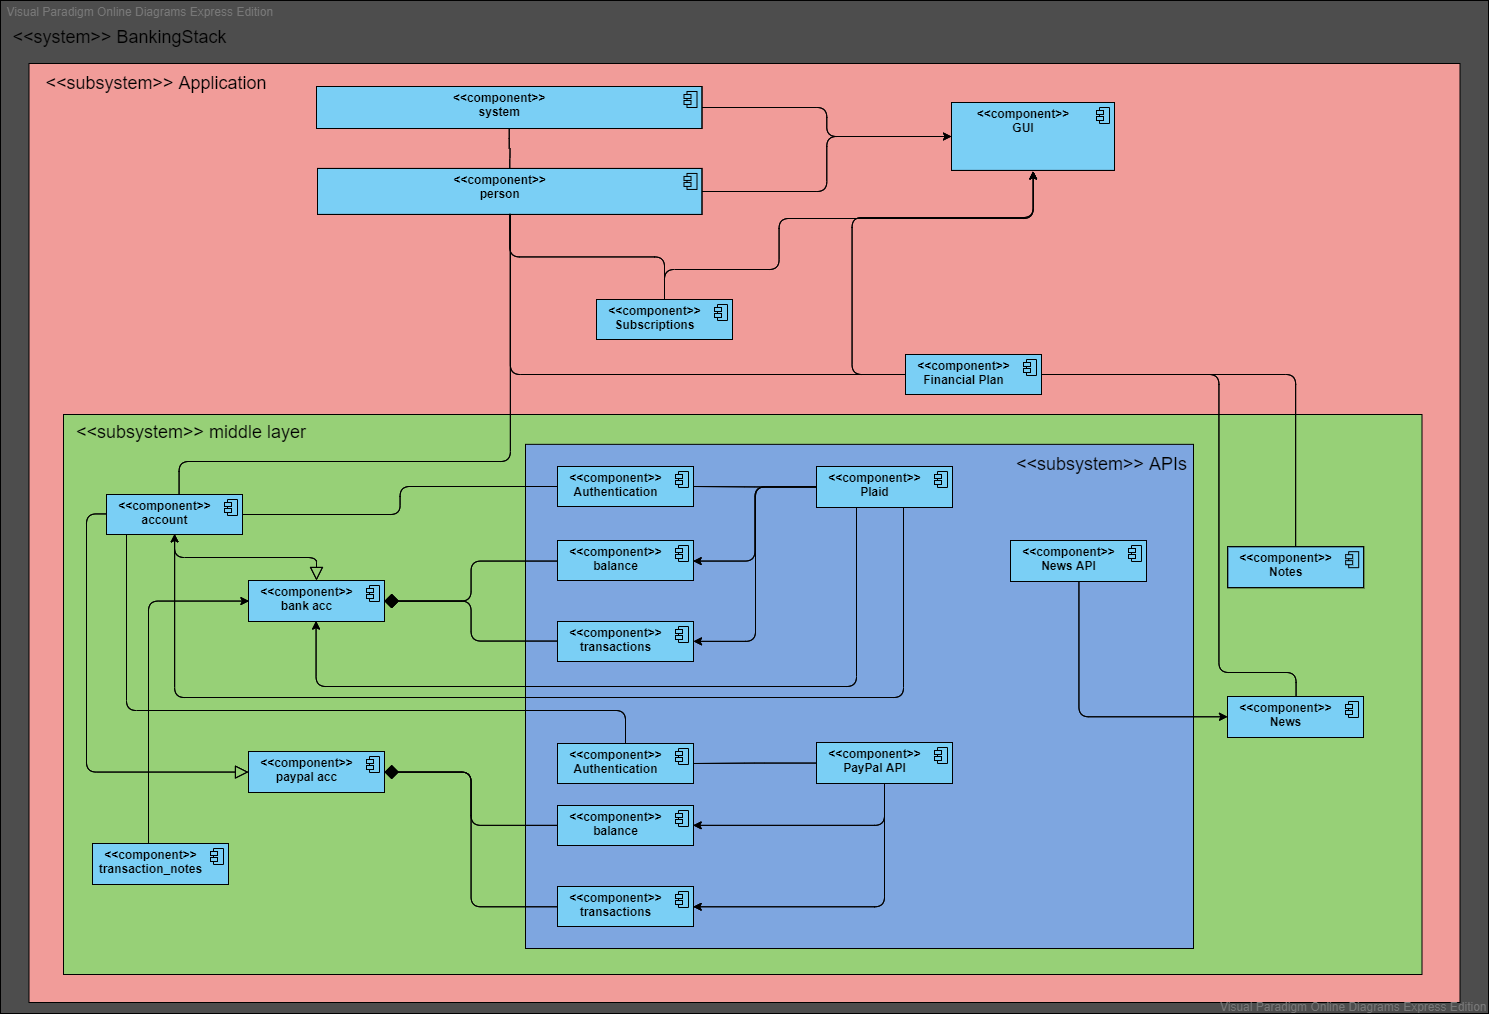 Visual Paradigm Online Diagrams Express Edition
<<system>> BankingStack
<<subsystem>> Application
<<component>>
system
<<component>>
GUI
<<component>>
person
<<component>>
Subscriptions
<<component>>
Financial Plan
<<subsystem>> middle layer
<<subsystem>> APIs
<<component>>
Authentication
<<component>>
Plaid
<<component>>
account
<<component>>
balance
<<component>>
News API
<<component>>
Notes
<<component>>
bank acc
<<component>>
transactions
<<component>>
News
<<component>>
paypal acc
<<component>>
Authentication
<<component>>
PayPal API
<<component>>
balance
<<component>>
transaction_notes
<<component>>
transactions
Visual Paradigm Online Diagrams Express Edition